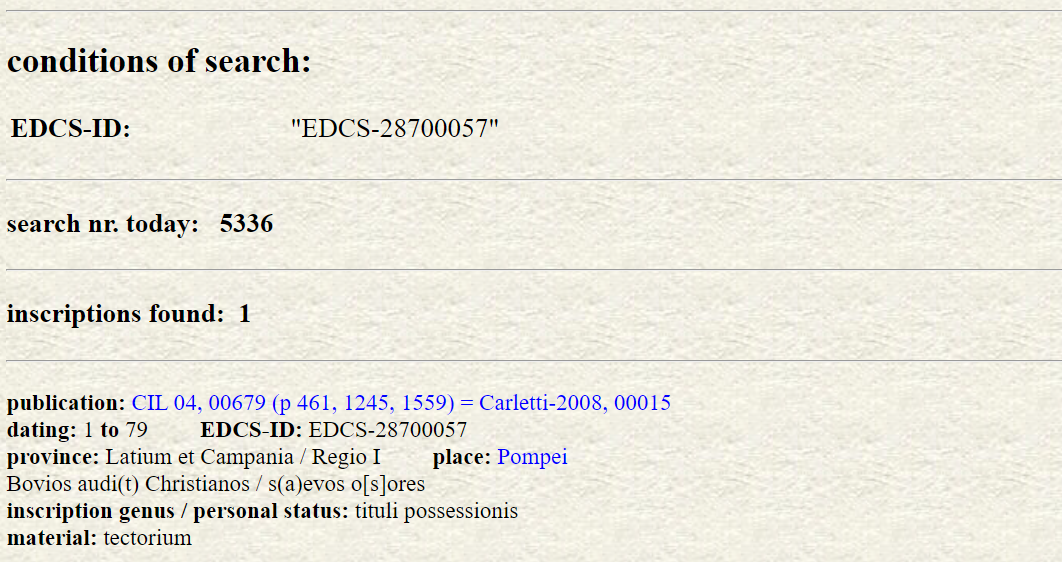 conditions of search:
EDCS-ID: "EDCS-28700057"
search nr. today: 5336
inscriptions found: 1
publication: CIL 04, 00679 (p 461, 1245, 1559) = Carletti-2008, 00015
dating: 1 to 79 EDCS-ID: EDCS-28700057
province: Latium et Campania / Regio I place: Pompei
Bovios audi(t) Christianos / s(a)evos o[s]ores
inscription genus / personal status: tituli possessionis
material: tectorium